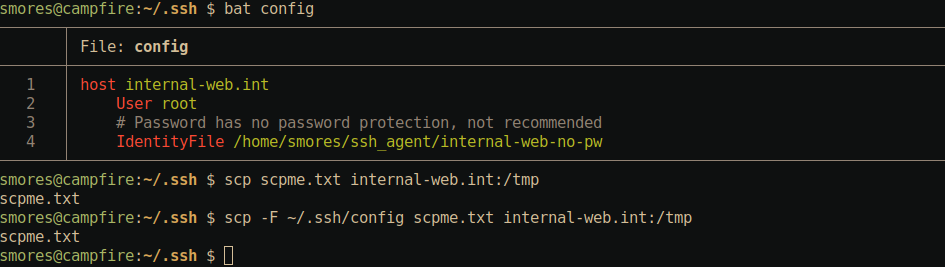 smores@campfire:~/.ssh $ bat config
File: config
1 host internal-web.int
2 User root
3 # Password has no password protection, not recommended
4 IdentityFile /home/smores/ssh_agent/internal-web-no-pw
smores@campfire:~/.ssh $ scp scpme.txt internal-web.int:/tmp
scpme.txt
smores@campfire:~/.ssh $ scp -F ~/.ssh/config scpme.txt internal-web.int:/tmp
scpme.txt
smores@campfire:~/.ssh $